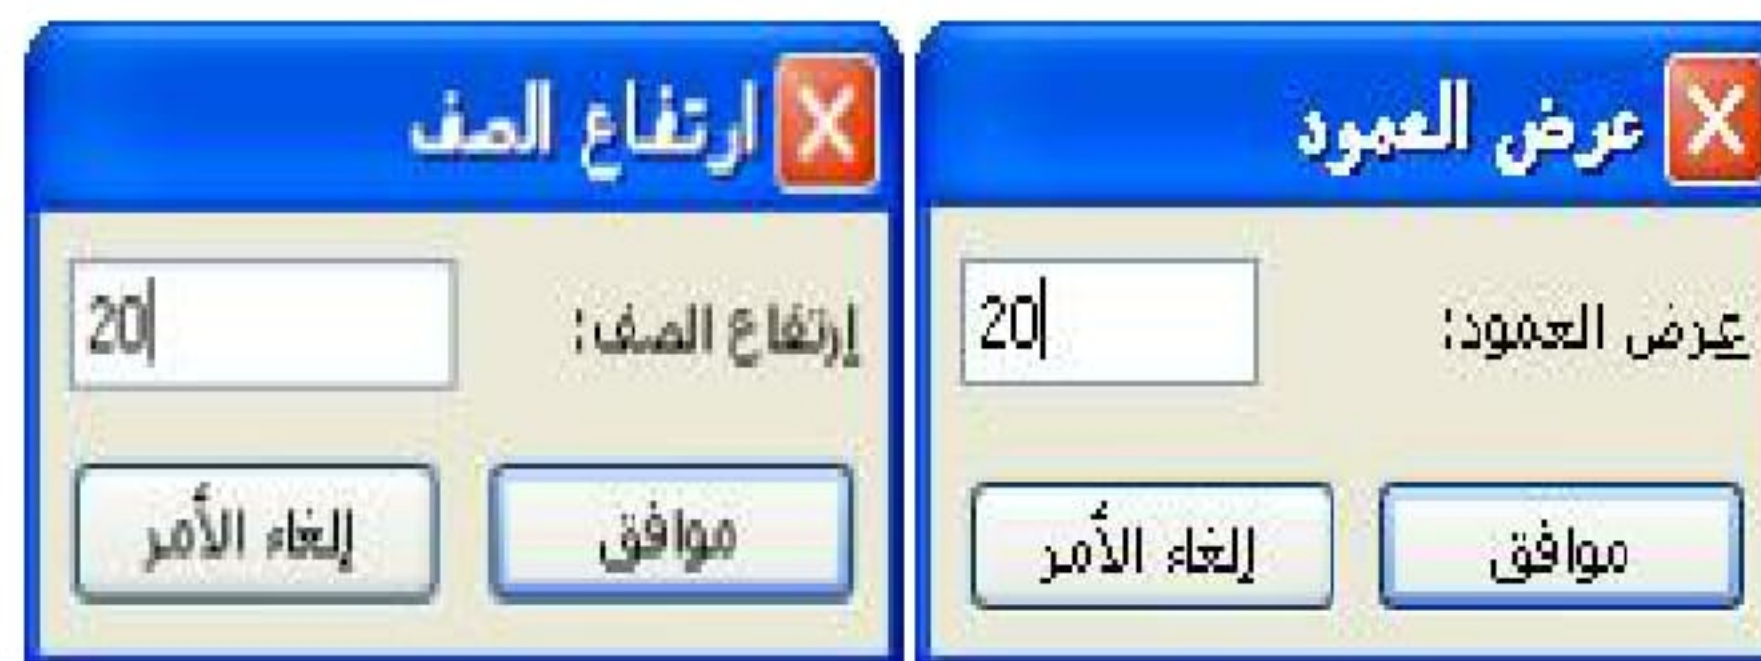 عرض العمود
عرض العمود:
20
موافق
إلغاء الأمر
ارتفاع الصف
إرتفاع الصف:
20
موافق
إلغاء الأمر